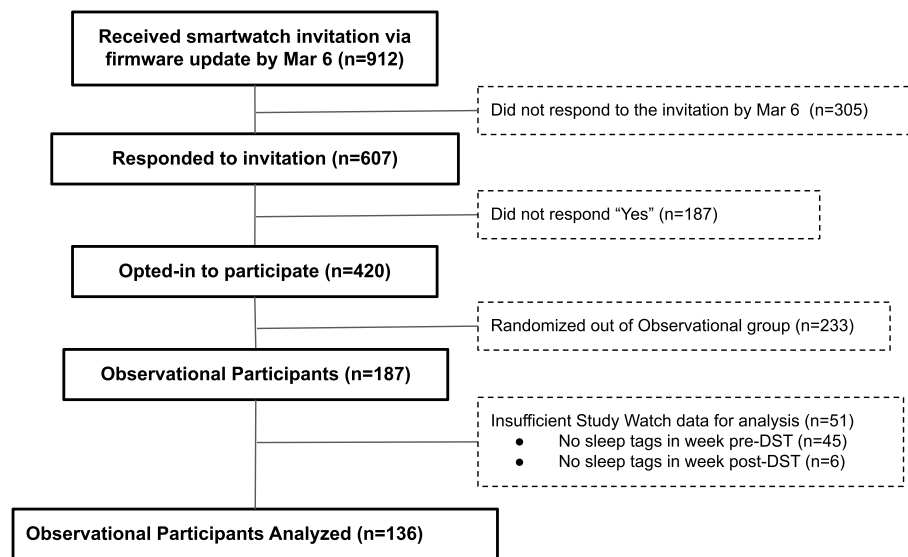 Received smartwatch invitation via
firmware update by Mar 6 (n=912)
Did not respond to the invitation by Mar 6 (n=305)
Responded to invitation (n=607)
Did not respond “Yes” (n=187)
Opted-in to participate (n=420)
Randomized out of Observational group (n=233)
Observational Participants (n=187)
Insufficient Study Watch data for analysis (n=51)
● No sleep tags in week pre-DST (n=45)
● No sleep tags in week post-DST (n=6)
Observational Participants Analyzed (n=136)